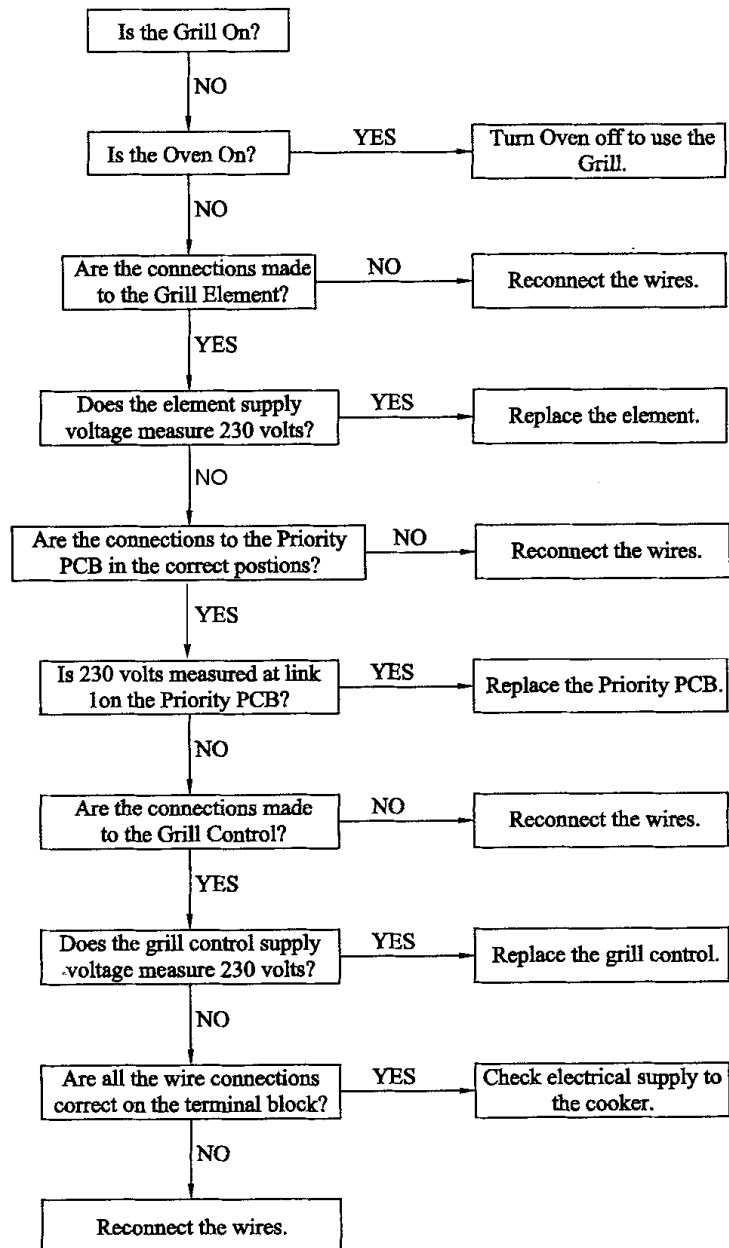 Is the Grill On?
NO
Is the Oven On?
YES
Turn Oven off to use the
Grill.
NO
Are the connections made
to the Grill Element?
NO
Reconnect the wires.
YES
Does the element supply
voltage measure 230 volts?
YES
Replace the element.
NO
Are the connections to the Priority
PCB in the correct postions?
NO
Reconnect the wires.
YES
Is 230 volts measured at link
1on the Priority PCB?
YES
Replace the Priority PCB.
NO
Are the connections made
to the Grill Control?
NO
Reconnect the wires.
YES
Does the grill control supply
voltage measure 230 volts?
YES
Replace the grill control.
NO
Are all the wire connections
correct on the terminal block?
YES
Check electrical supply to
the cooker.
NO
Reconnect the wires.